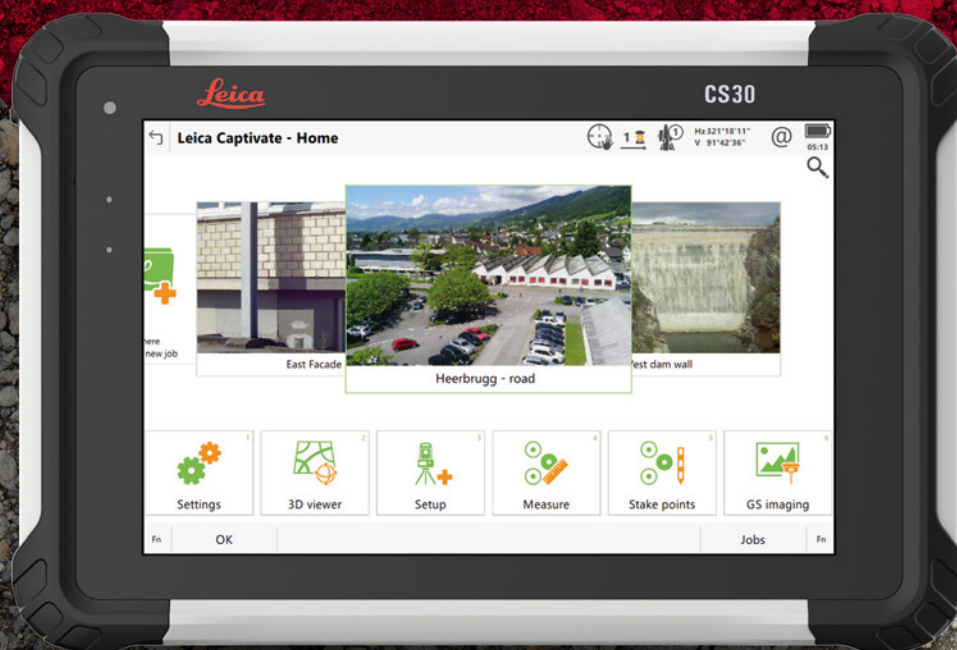 Leica
CS30
Leica Captivate - Home
1
1
Hz 321°18'11"
V 91°42'36"
@
05:13
here
new job
East Facade
Heerbrugg - road
est dam wall
1
2
3
4
5
6
Settings
3D viewer
Setup
Measure
Stake points
GS imaging
Fn
OK
Jobs
Fn